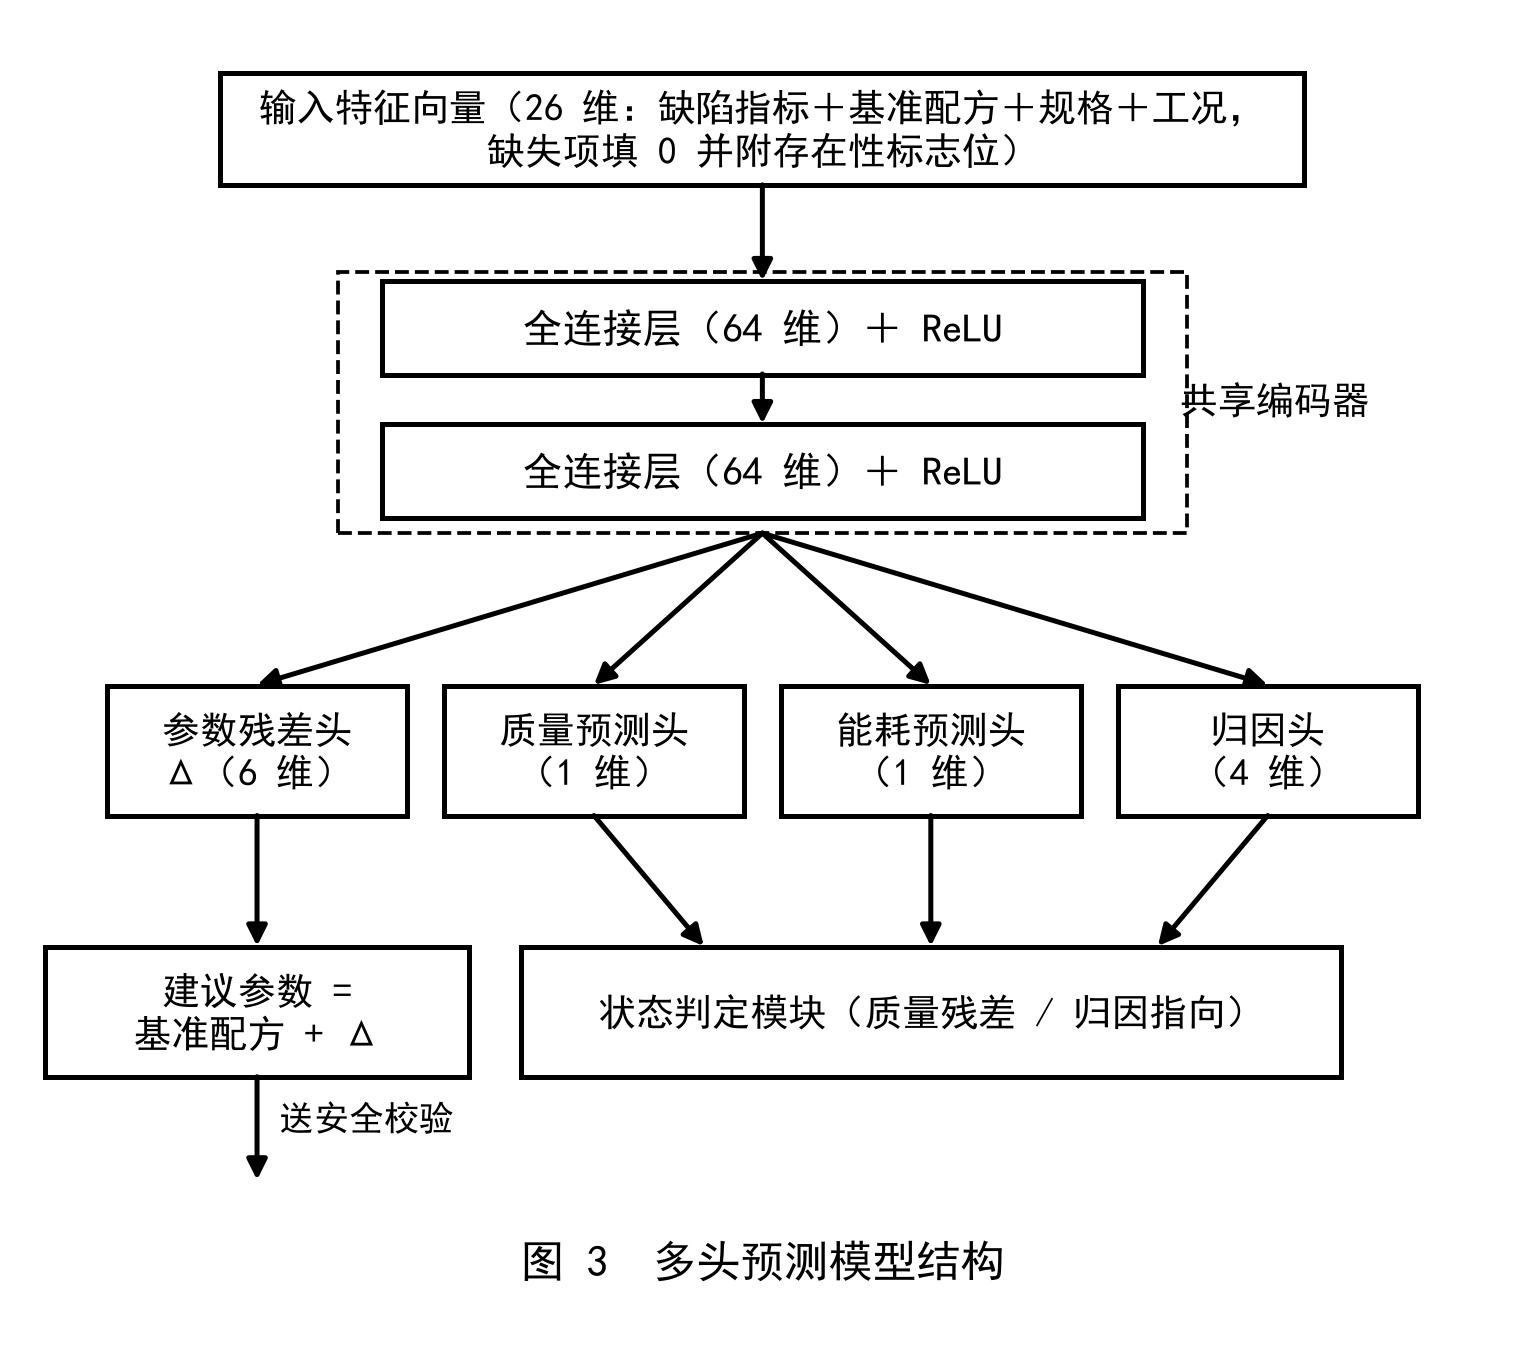 输入特征向量（26 维：缺陷指标＋基准配方＋规格＋工况，
缺失项填 0 并附存在性标志位）
全连接层（64 维）＋ ReLU
共享编码器
全连接层（64 维）＋ ReLU
参数残差头
Δ（6 维）
质量预测头
（1 维）
能耗预测头
（1 维）
归因头
（4 维）
建议参数 =
基准配方 + Δ
状态判定模块（质量残差 / 归因指向）
送安全校验
图 3  多头预测模型结构